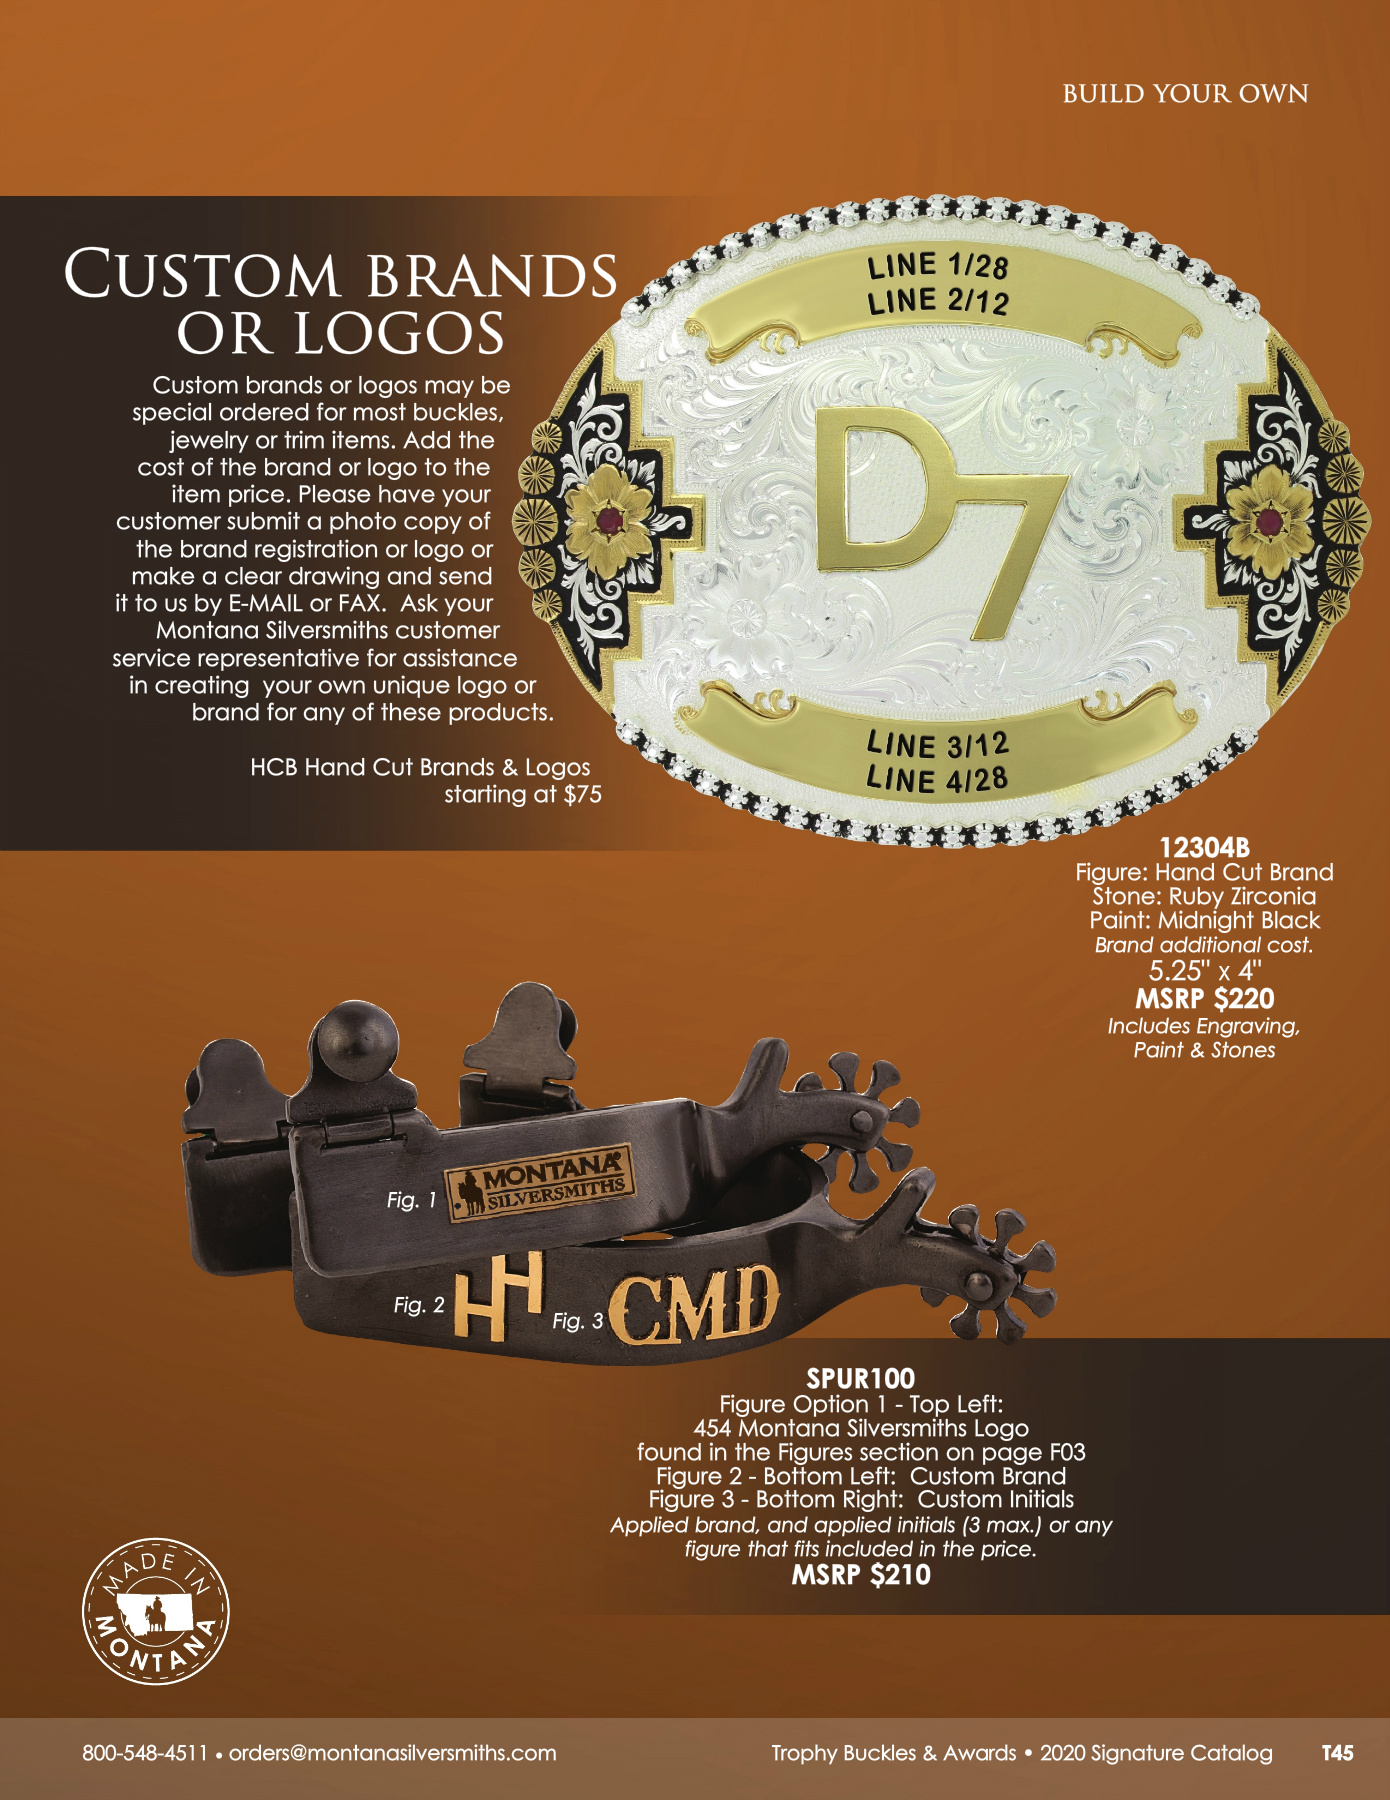 BUILD YOUR OWN
CUSTOM BRANDS
OR LOGOS
Custom brands or logos may be
special ordered for most buckles,
jewelry or trim items. Add the
cost of the brand or logo to the
item price. Please have your
customer submit a photo copy of
the brand registration or logo or
make a clear drawing and send
it to us by E-MAIL or FAX.  Ask your
Montana Silversmiths customer
service representative for assistance
in creating  your own unique logo or
brand for any of these products.
HCB Hand Cut Brands & Logos
starting at $75
LINE 1/28
LINE 2/12
D7
LINE 3/12
LINE 4/28
12304B
Figure: Hand Cut Brand
Stone: Ruby Zirconia
Paint: Midnight Black
Brand additional cost.
5.25" x 4"
MSRP $220
Includes Engraving,
Paint & Stones
Fig. 1
MONTANA®
SILVERSMITHS
Fig. 2
HH
Fig. 3
CMD
SPUR100
Figure Option 1 - Top Left:
454 Montana Silversmiths Logo
found in the Figures section on page F03
Figure 2 - Bottom Left:  Custom Brand
Figure 3 - Bottom Right:  Custom Initials
Applied brand, and applied initials (3 max.) or any
figure that fits included in the price.
MSRP $210
MADE IN
MONTANA
800-548-4511 • orders@montanasilversmiths.com
Trophy Buckles & Awards • 2020 Signature Catalog T45